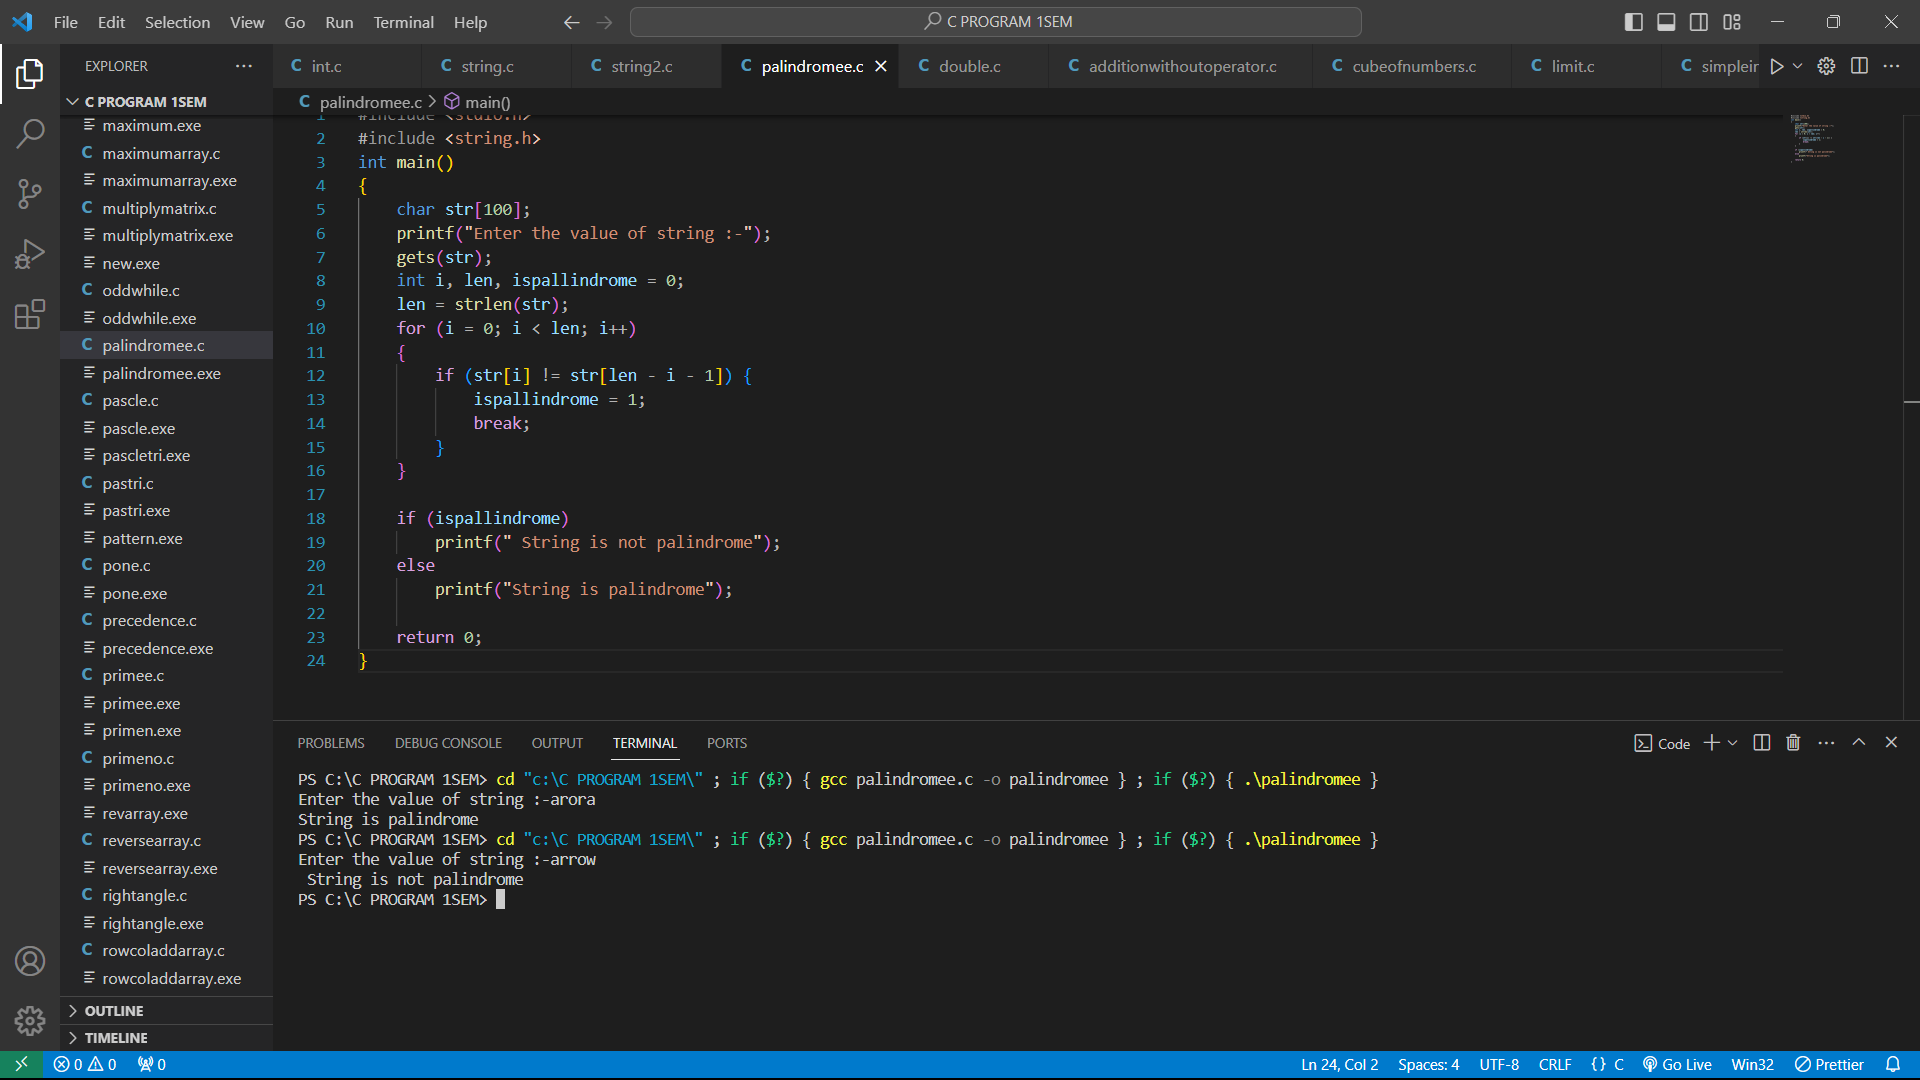 File Edit Selection View Go Run Terminal Help
C PROGRAM 1SEM
EXPLORER
C int.c C string.c C string2.c C palindromee.c C double.c C additionwithoutoperator.c C cubeofnumbers.c C limit.c C simpleir
C PROGRAM 1SEM
C palindromee.c > main()
maximum.exe
C maximumarray.c
maximumarray.exe
C multiplymatrix.c
multiplymatrix.exe
new.exe
C oddwhile.c
oddwhile.exe
C palindromee.c
palindromee.exe
C pascle.c
pascle.exe
pascletri.exe
C pastri.c
pastri.exe
pattern.exe
C pone.c
pone.exe
C precedence.c
precedence.exe
C primee.c
primee.exe
primen.exe
C primeno.c
primeno.exe
revarray.exe
C reversearray.c
reversearray.exe
C rightangle.c
rightangle.exe
C rowcoladdarray.c
rowcoladdarray.exe
OUTLINE
TIMELINE
1 #include <stdio.h>
2 #include <string.h>
3 int main()
4 {
5 char str[100];
6 printf("Enter the value of string :-");
7 gets(str);
8 int i, len, ispallindrome = 0;
9 len = strlen(str);
10 for (i = 0; i < len; i++)
11 {
12 if (str[i] != str[len - i - 1]) {
13 ispallindrome = 1;
14 break;
15 }
16 }
17
18 if (ispallindrome)
19 printf(" String is not palindrome");
20 else
21 printf("String is palindrome");
22
23 return 0;
24 }
PROBLEMS DEBUG CONSOLE OUTPUT TERMINAL PORTS
Code
PS C:\C PROGRAM 1SEM> cd "c:\C PROGRAM 1SEM\" ; if ($?) { gcc palindromee.c -o palindromee } ; if ($?) { .\palindromee }
Enter the value of string :-arora
String is palindrome
PS C:\C PROGRAM 1SEM> cd "c:\C PROGRAM 1SEM\" ; if ($?) { gcc palindromee.c -o palindromee } ; if ($?) { .\palindromee }
Enter the value of string :-arrow
 String is not palindrome
PS C:\C PROGRAM 1SEM>
0 0 0
Ln 24, Col 2 Spaces: 4 UTF-8 CRLF {} C Go Live Win32 Prettier